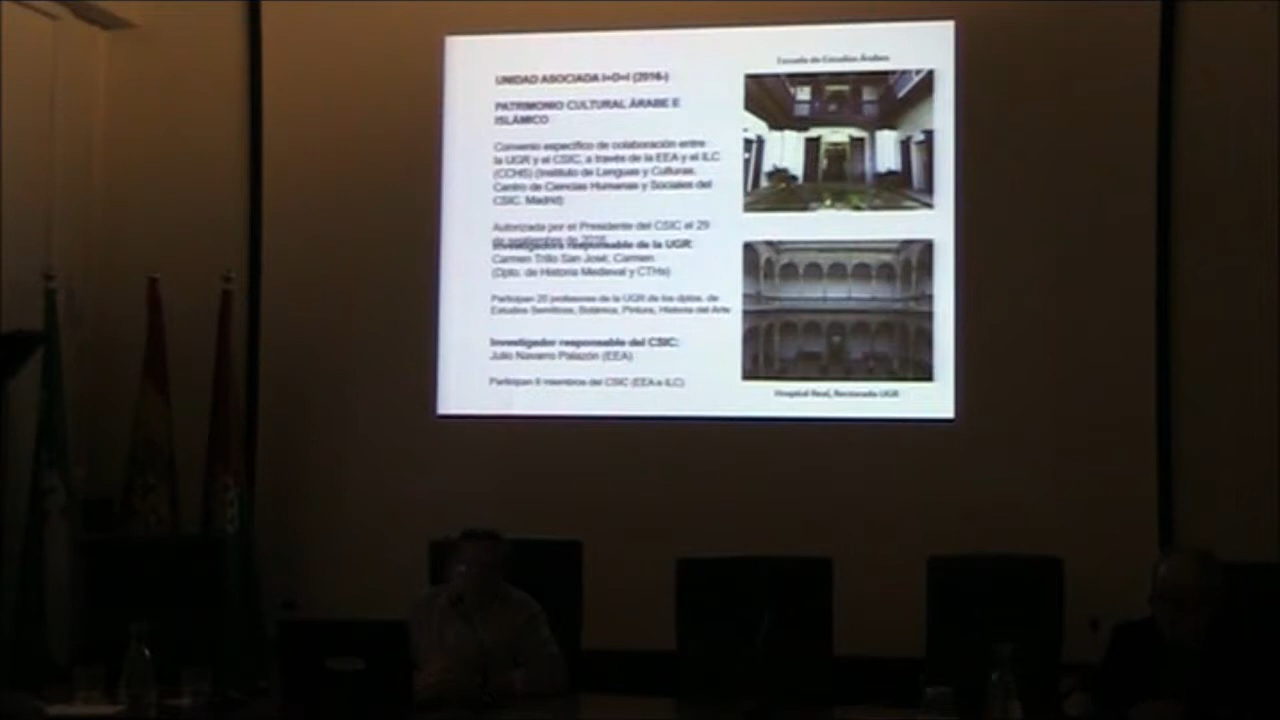 UNIDAD ASOCIADA I+D+I (2016-)
PATRIMONIO CULTURAL ÁRABE E
ISLÁMICO
Convenio específico de colaboración entre
la UGR y el CSIC, a través de la EEA y el ILC
(CCHS) (Instituto de Lenguas y Culturas.
Centro de Ciencias Humanas y Sociales del
CSIC. Madrid)
Autorizada por el Presidente del CSIC el 29
de septiembre de 2016
Investigadora responsable de la UGR:
Carmen Trillo San José, Carmen
(Dpto. de Historia Medieval y CTHs)
Participan 20 profesores de la UGR de los dptos. de
Estudios Semíticos, Botánica, Pintura, Historia del Arte
Investigador responsable del CSIC:
Julio Navarro Palazón (EEA)
Participan 8 miembros del CSIC (EEA e ILC)
Escuela de Estudios Árabes
Hospital Real, Rectorado UGR